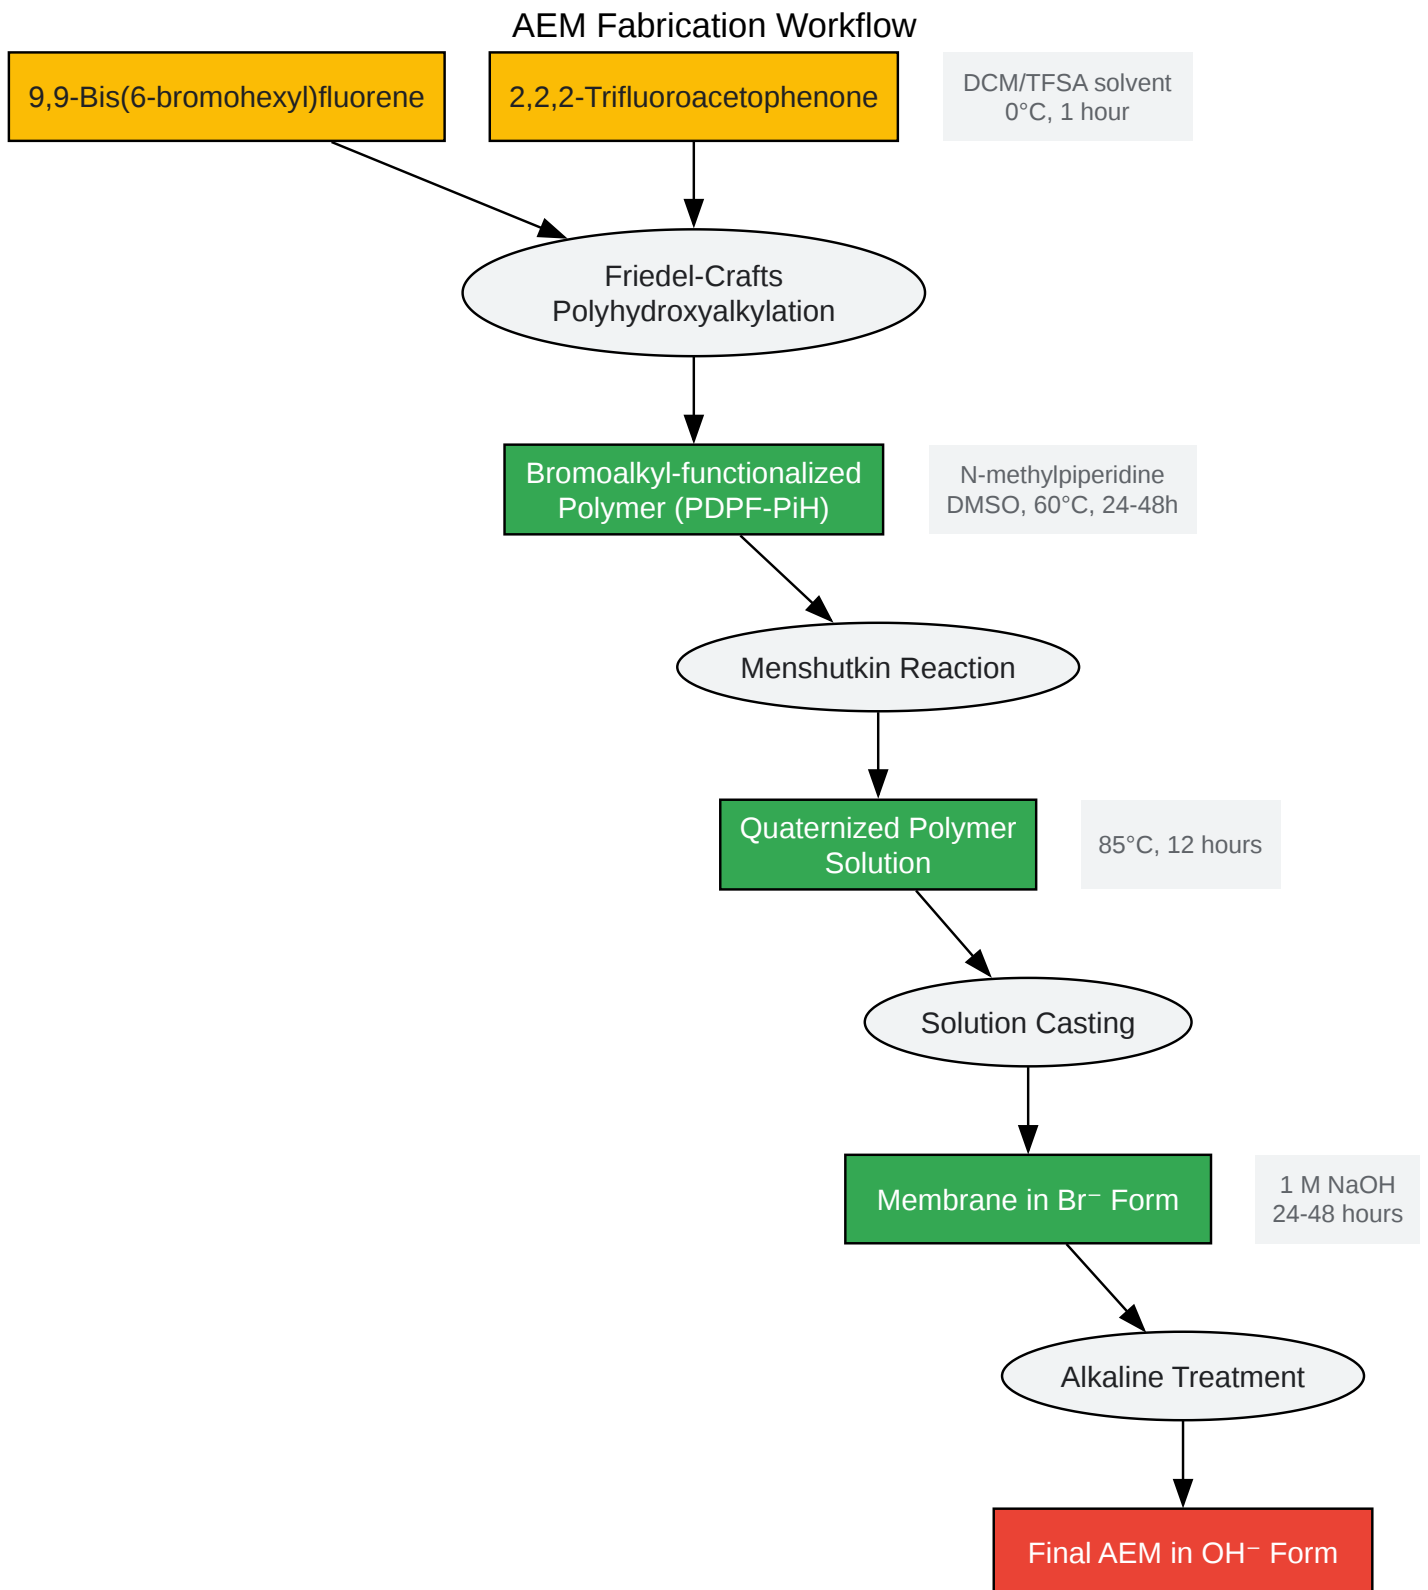 AEM Fabrication Workflow
9,9-Bis(6-bromohexyl)fluorene
2,2,2-Trifluoroacetophenone
DCM/TFSA solvent
0°C, 1 hour
Friedel-Crafts
Polyhydroxyalkylation
Bromoalkyl-functionalized
Polymer (PDPF-PiH)
N-methylpiperidine
DMSO, 60°C, 24-48h
Menshutkin Reaction
Quaternized Polymer
Solution
85°C, 12 hours
Solution Casting
Membrane in Br⁻ Form
1 M NaOH
24-48 hours
Alkaline Treatment
Final AEM in OH⁻ Form